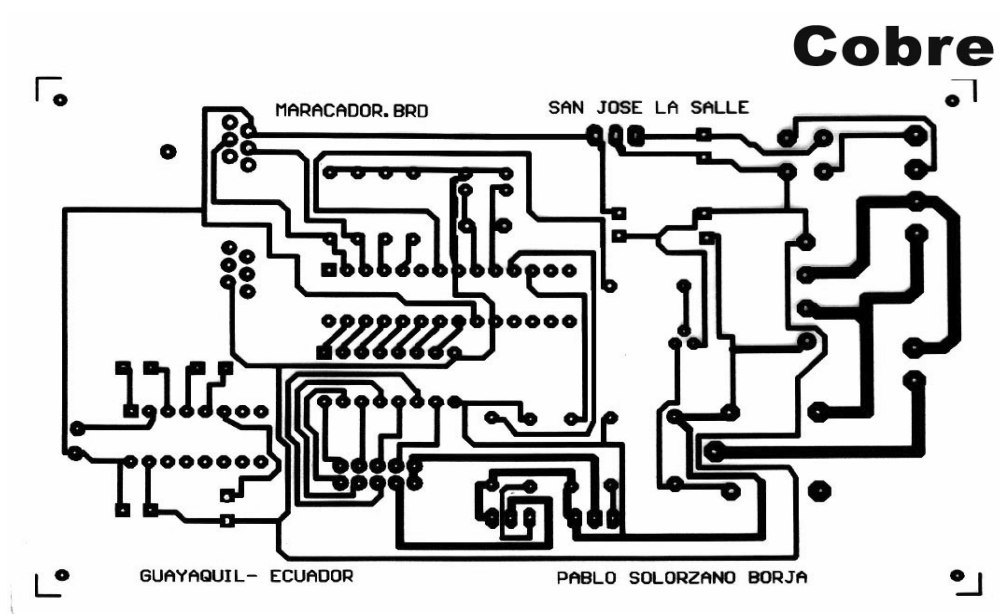 Cobre
MARACADOR.BRD
SAN JOSE LA SALLE
GUAYAQUIL- ECUADOR
PABLO SOLORZANO BORJA